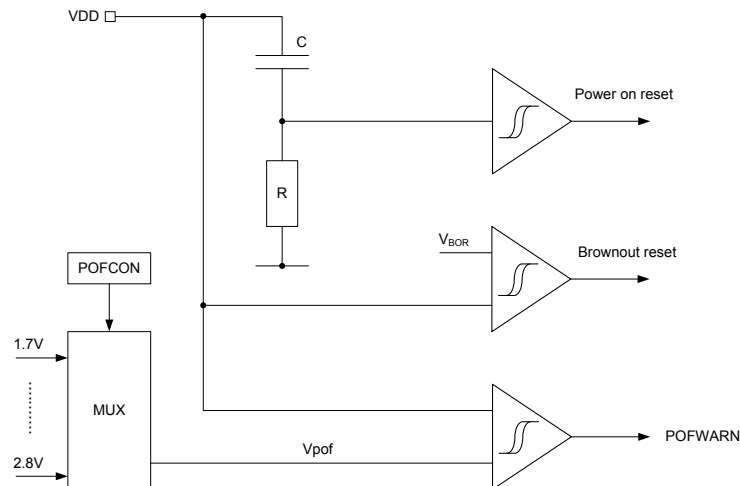 VDD
C
Power on reset
R
VBOR
Brownout reset
POFCON
1.7V
MUX
Vpof
POFWARN
2.8V